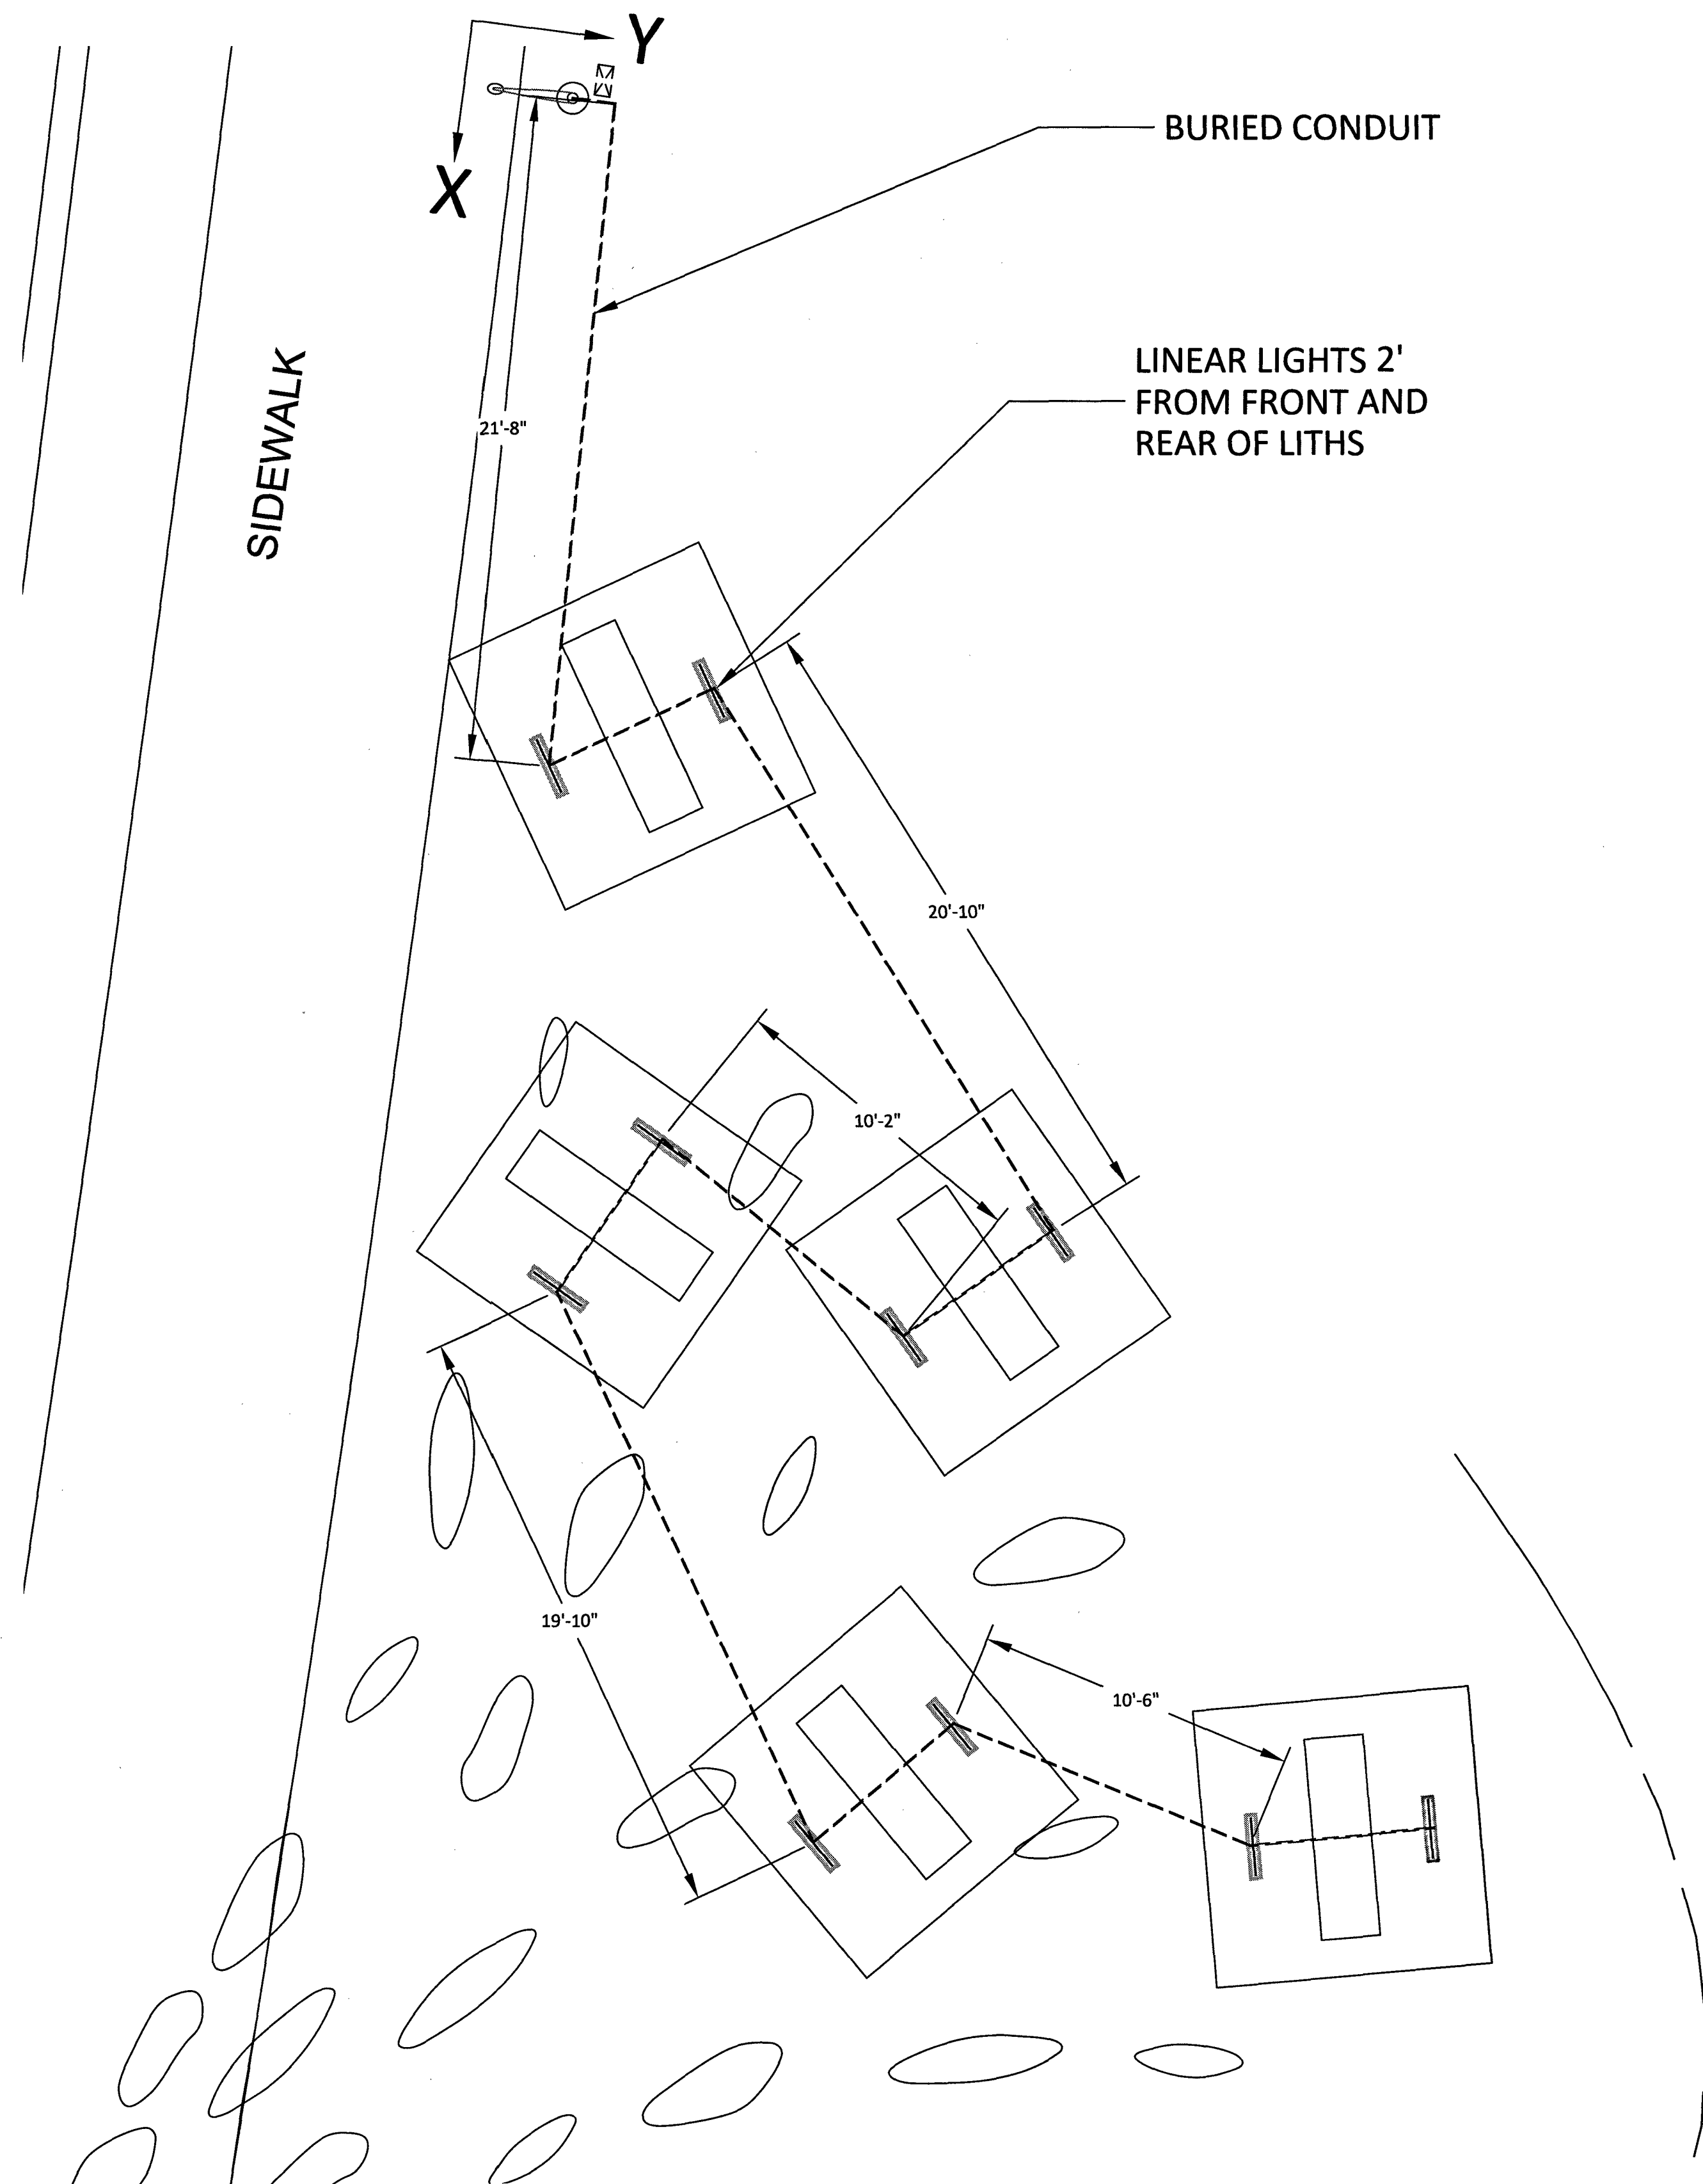 Y
X
BURIED CONDUIT
SIDEWALK
LINEAR LIGHTS 2'
FROM FRONT AND
REAR OF LITHS
21'-8"
20'-10"
10'-2"
19'-10"
10'-6"